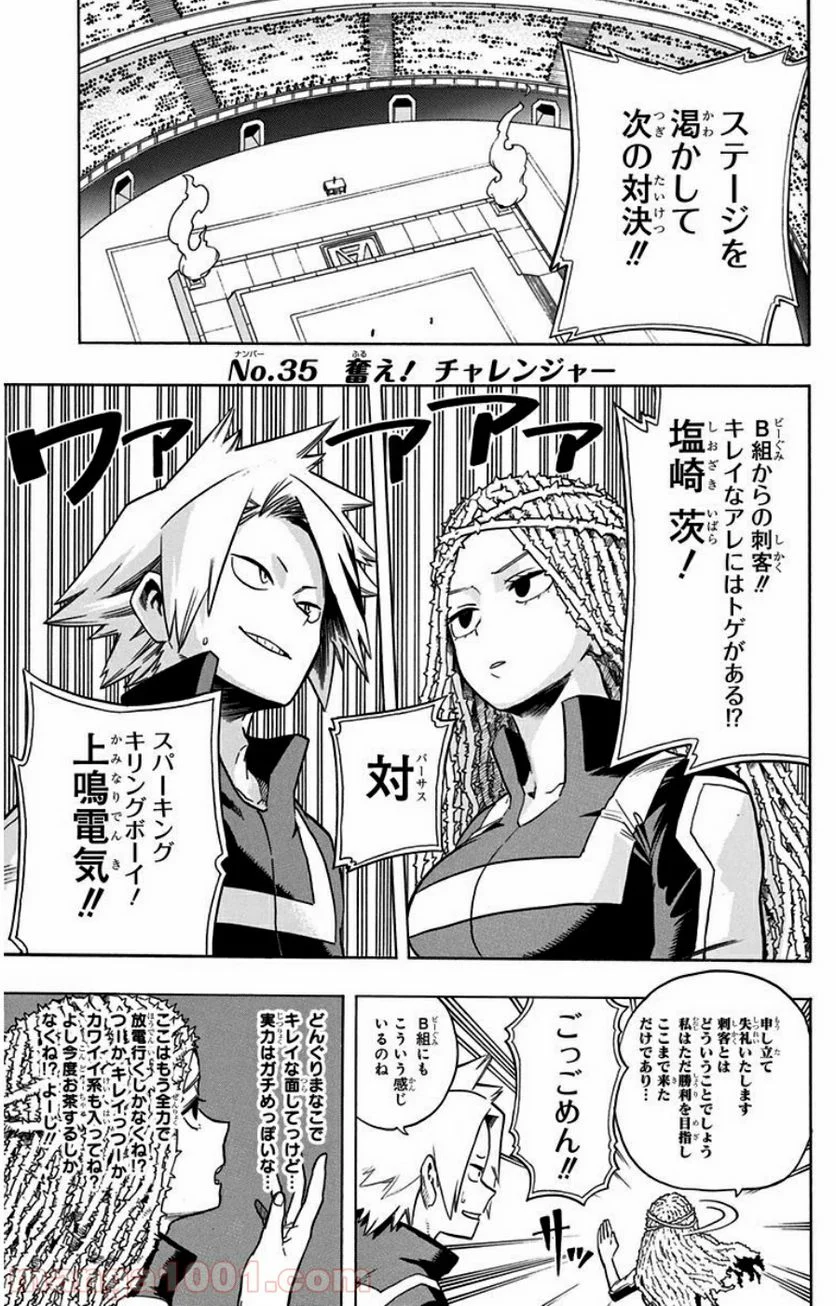 ステージを
渇かして
次の対決!!
No.35 奮え! チャレンジャー
ワァァァァ
B組からの刺客!!
キレイなアレにはトゲがある!?
塩崎 茨!
対
スパーキング
キリングボーイ!
上鳴電気!!
申し立て
失礼いたします
刺客とは
どういうことでしょう
私はただ勝利を目指し
ここまで来た
だけであり…
ごっごめん!!
B組にも
こういう感じ
いるのね
サッ
どんぐりまなこで
キレイな面してっけど…
実力はガチめっぽいな…
ここはもう全力で
放電行くしかなくね!?
つーか、キレイっつーか
カワイイ系も入ってね?
よし今度お茶するしか
なくね!?よーじ!!
manga1001.com